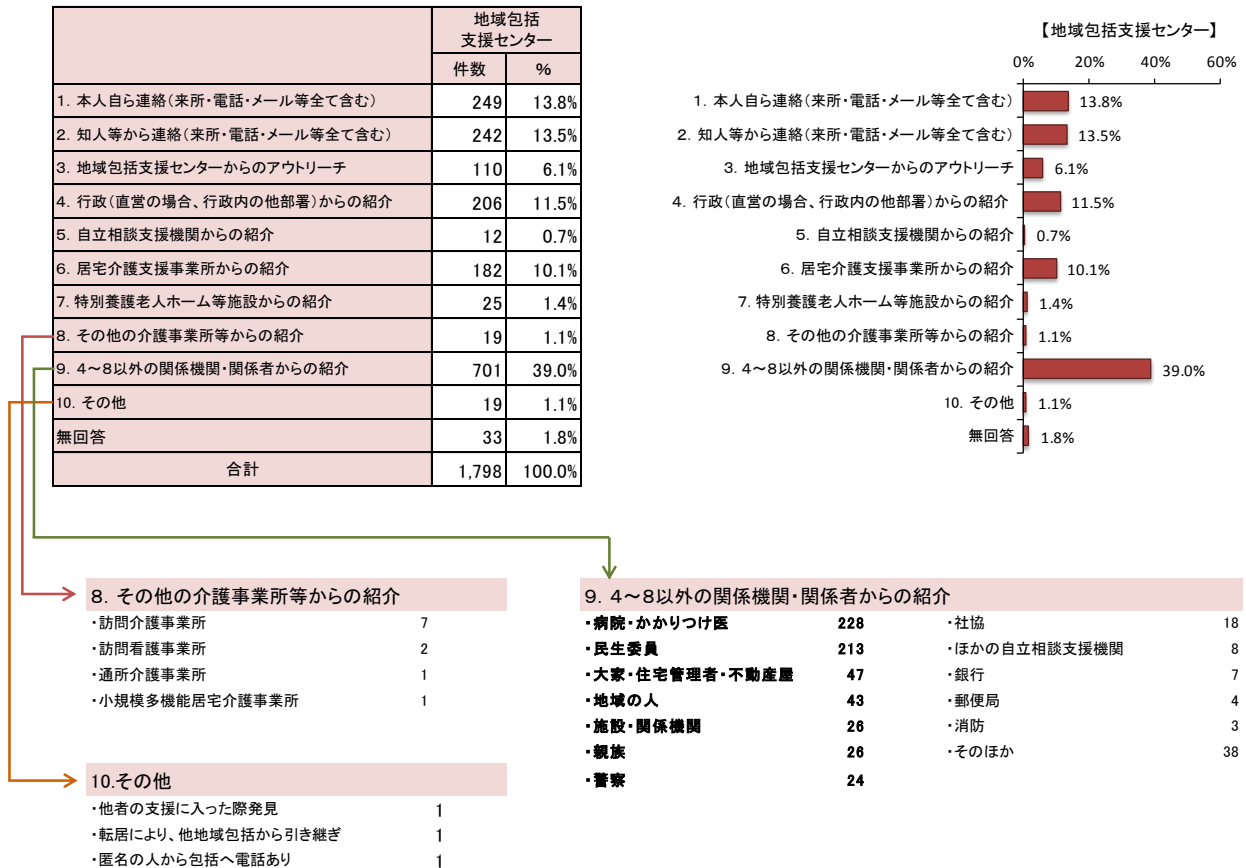 地域包括
支援センター
件数 %
1. 本人自ら連絡(来所・電話・メール等全て含む) 249 13.8%
2. 知人等から連絡(来所・電話・メール等全て含む) 242 13.5%
3. 地域包括支援センターからのアウトリーチ 110 6.1%
4. 行政(直営の場合、行政内の他部署)からの紹介 206 11.5%
5. 自立相談支援機関からの紹介 12 0.7%
6. 居宅介護支援事業所からの紹介 182 10.1%
7. 特別養護老人ホーム等施設からの紹介 25 1.4%
8. その他の介護事業所等からの紹介 19 1.1%
9. 4~8以外の関係機関・関係者からの紹介 701 39.0%
10. その他 19 1.1%
無回答 33 1.8%
合計 1,798 100.0%
【地域包括支援センター】
0% 20% 40% 60%
1. 本人自ら連絡(来所・電話・メール等全て含む) 13.8%
2. 知人等から連絡(来所・電話・メール等全て含む) 13.5%
3. 地域包括支援センターからのアウトリーチ 6.1%
4. 行政(直営の場合、行政内の他部署)からの紹介 11.5%
5. 自立相談支援機関からの紹介 0.7%
6. 居宅介護支援事業所からの紹介 10.1%
7. 特別養護老人ホーム等施設からの紹介 1.4%
8. その他の介護事業所等からの紹介 1.1%
9. 4~8以外の関係機関・関係者からの紹介 39.0%
10. その他 1.1%
無回答 1.8%
8. その他の介護事業所等からの紹介
・訪問介護事業所 7
・訪問看護事業所 2
・通所介護事業所 1
・小規模多機能居宅介護事業所 1
10.その他
・他者の支援に入った際発見 1
・転居により、他地域包括から引き継ぎ 1
・匿名の人から包括へ電話あり 1
9. 4~8以外の関係機関・関係者からの紹介
・病院・かかりつけ医 228
・民生委員 213
・大家・住宅管理者・不動産屋 47
・地域の人 43
・施設・関係機関 26
・親族 26
・警察 24
・社協 18
・ほかの自立相談支援機関 8
・銀行 7
・郵便局 4
・消防 3
・そのほか 38